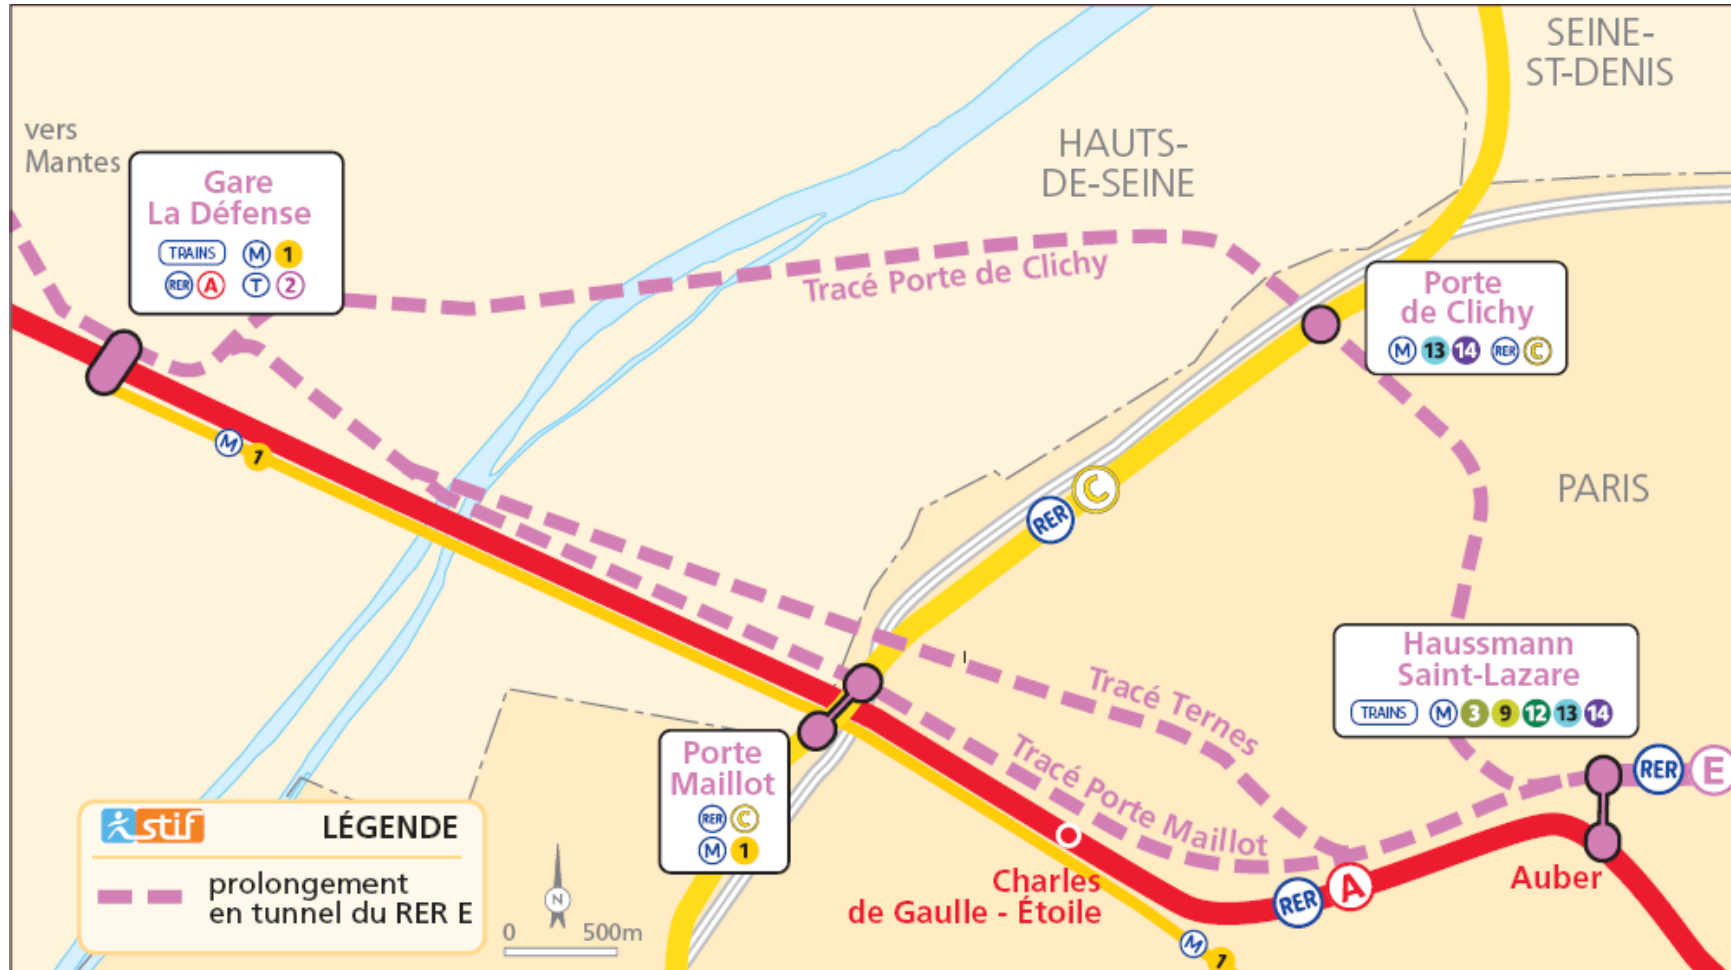 SEINE-
ST-DENIS
vers
Mantes
HAUTS-
DE-SEINE
Gare
La Défense
TRAINS M 1
RER A T 2
Tracé Porte de Clichy
Porte
de Clichy
M 13 14 RER C
M 1
RER C
PARIS
Haussmann
Saint-Lazare
TRAINS M 3 9 12 13 14
Tracé Ternes
Tracé Porte Maillot
Porte
Maillot
RER C
M 1
RER E
stif LÉGENDE
prolongement
en tunnel du RER E
N
0 500m
Charles
de Gaulle - Étoile
RER A
Auber
M 1